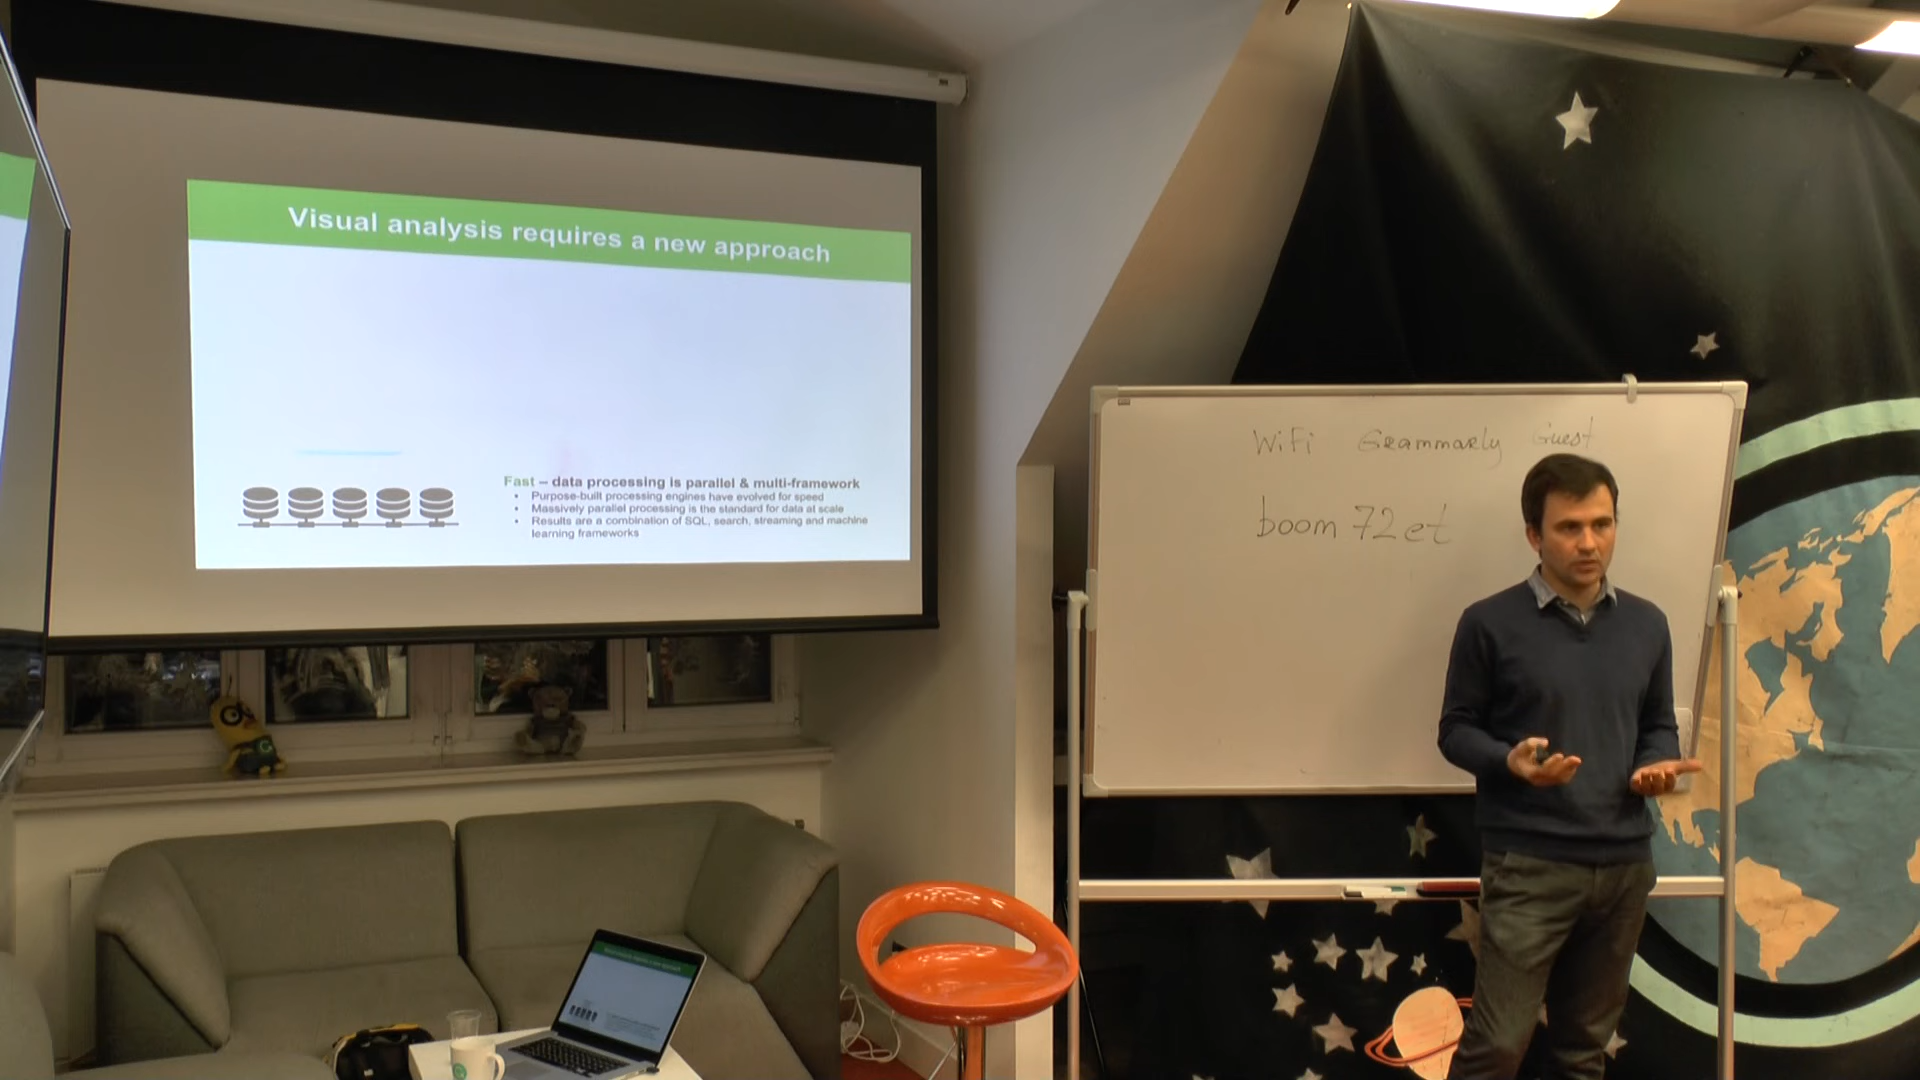 Visual analysis requires a new approach
Fast – data processing is parallel & multi-framework
• Purpose-built processing engines have evolved for speed
• Massively parallel processing is the standard for data at scale
• Results are a combination of SQL, search, streaming and machine
learning frameworks
WiFi Grammarly Guest
boom72et